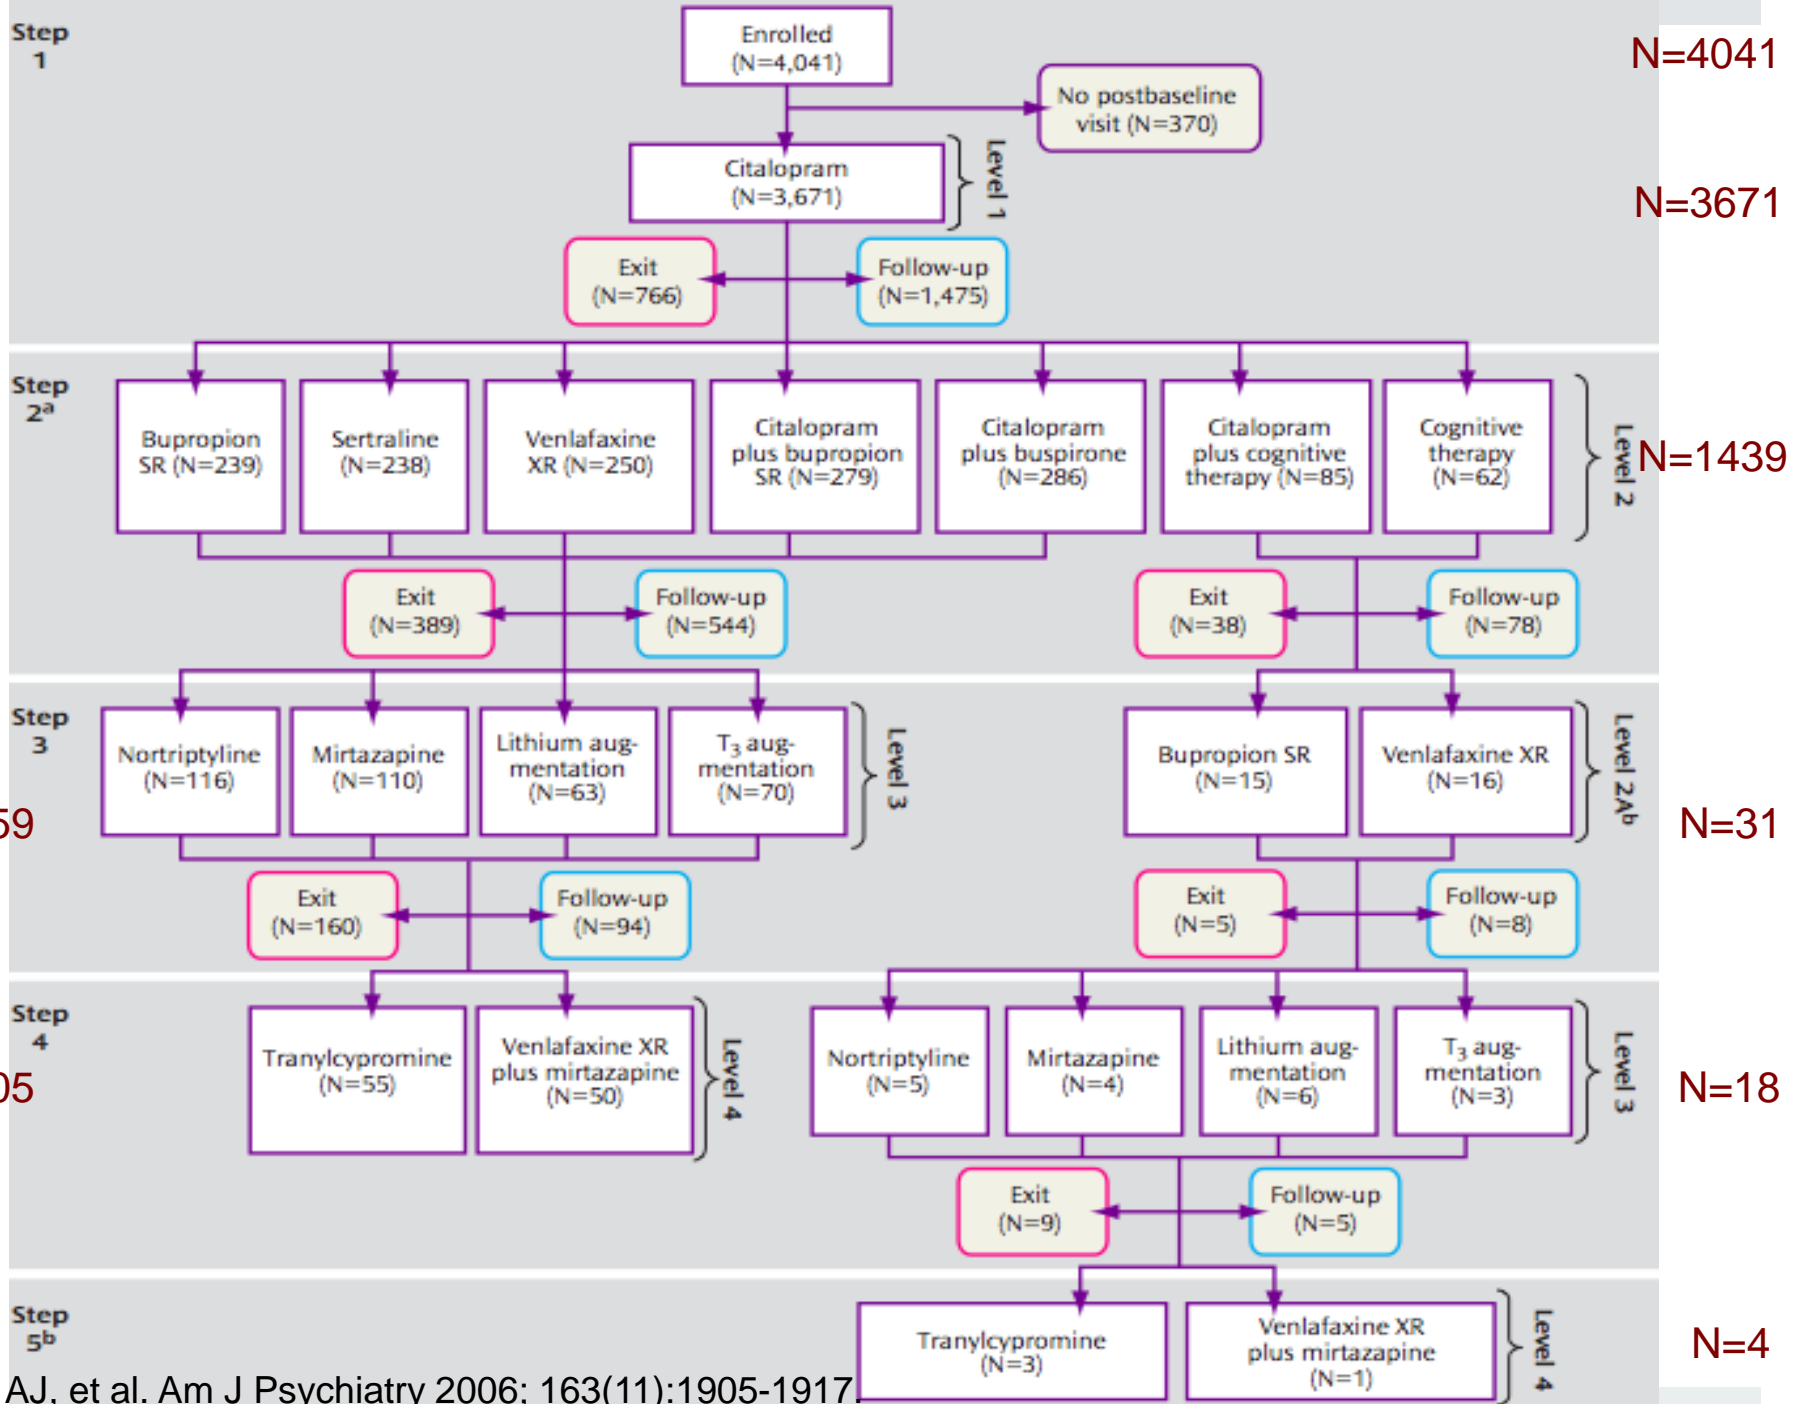 Step
1
Enrolled
(N=4,041)
N=4041
No postbaseline
visit (N=370)
Citalopram
(N=3,671)
Level 1
N=3671
Exit
(N=766)
Follow-up
(N=1,475)
Step
2a
Bupropion
SR (N=239)
Sertraline
(N=238)
Venlafaxine
XR (N=250)
Citalopram
plus bupropion
SR (N=279)
Citalopram
plus buspirone
(N=286)
Citalopram
plus cognitive
therapy (N=85)
Cognitive
therapy
(N=62)
Level 2
N=1439
Exit
(N=389)
Follow-up
(N=544)
Exit
(N=38)
Follow-up
(N=78)
Step
3
Nortriptyline
(N=116)
Mirtazapine
(N=110)
Lithium aug-
mentation
(N=63)
T3 aug-
mentation
(N=70)
Level 3
Bupropion SR
(N=15)
Venlafaxine XR
(N=16)
Level 2Ab
59
N=31
Exit
(N=160)
Follow-up
(N=94)
Exit
(N=5)
Follow-up
(N=8)
Step
4
Tranylcypromine
(N=55)
Venlafaxine XR
plus mirtazapine
(N=50)
Level 4
Nortriptyline
(N=5)
Mirtazapine
(N=4)
Lithium aug-
mentation
(N=6)
T3 aug-
mentation
(N=3)
Level 3
05
N=18
Exit
(N=9)
Follow-up
(N=5)
Step
5b
Tranylcypromine
(N=3)
Venlafaxine XR
plus mirtazapine
(N=1)
Level 4
N=4
AJ, et al. Am J Psychiatry 2006; 163(11):1905-1917.